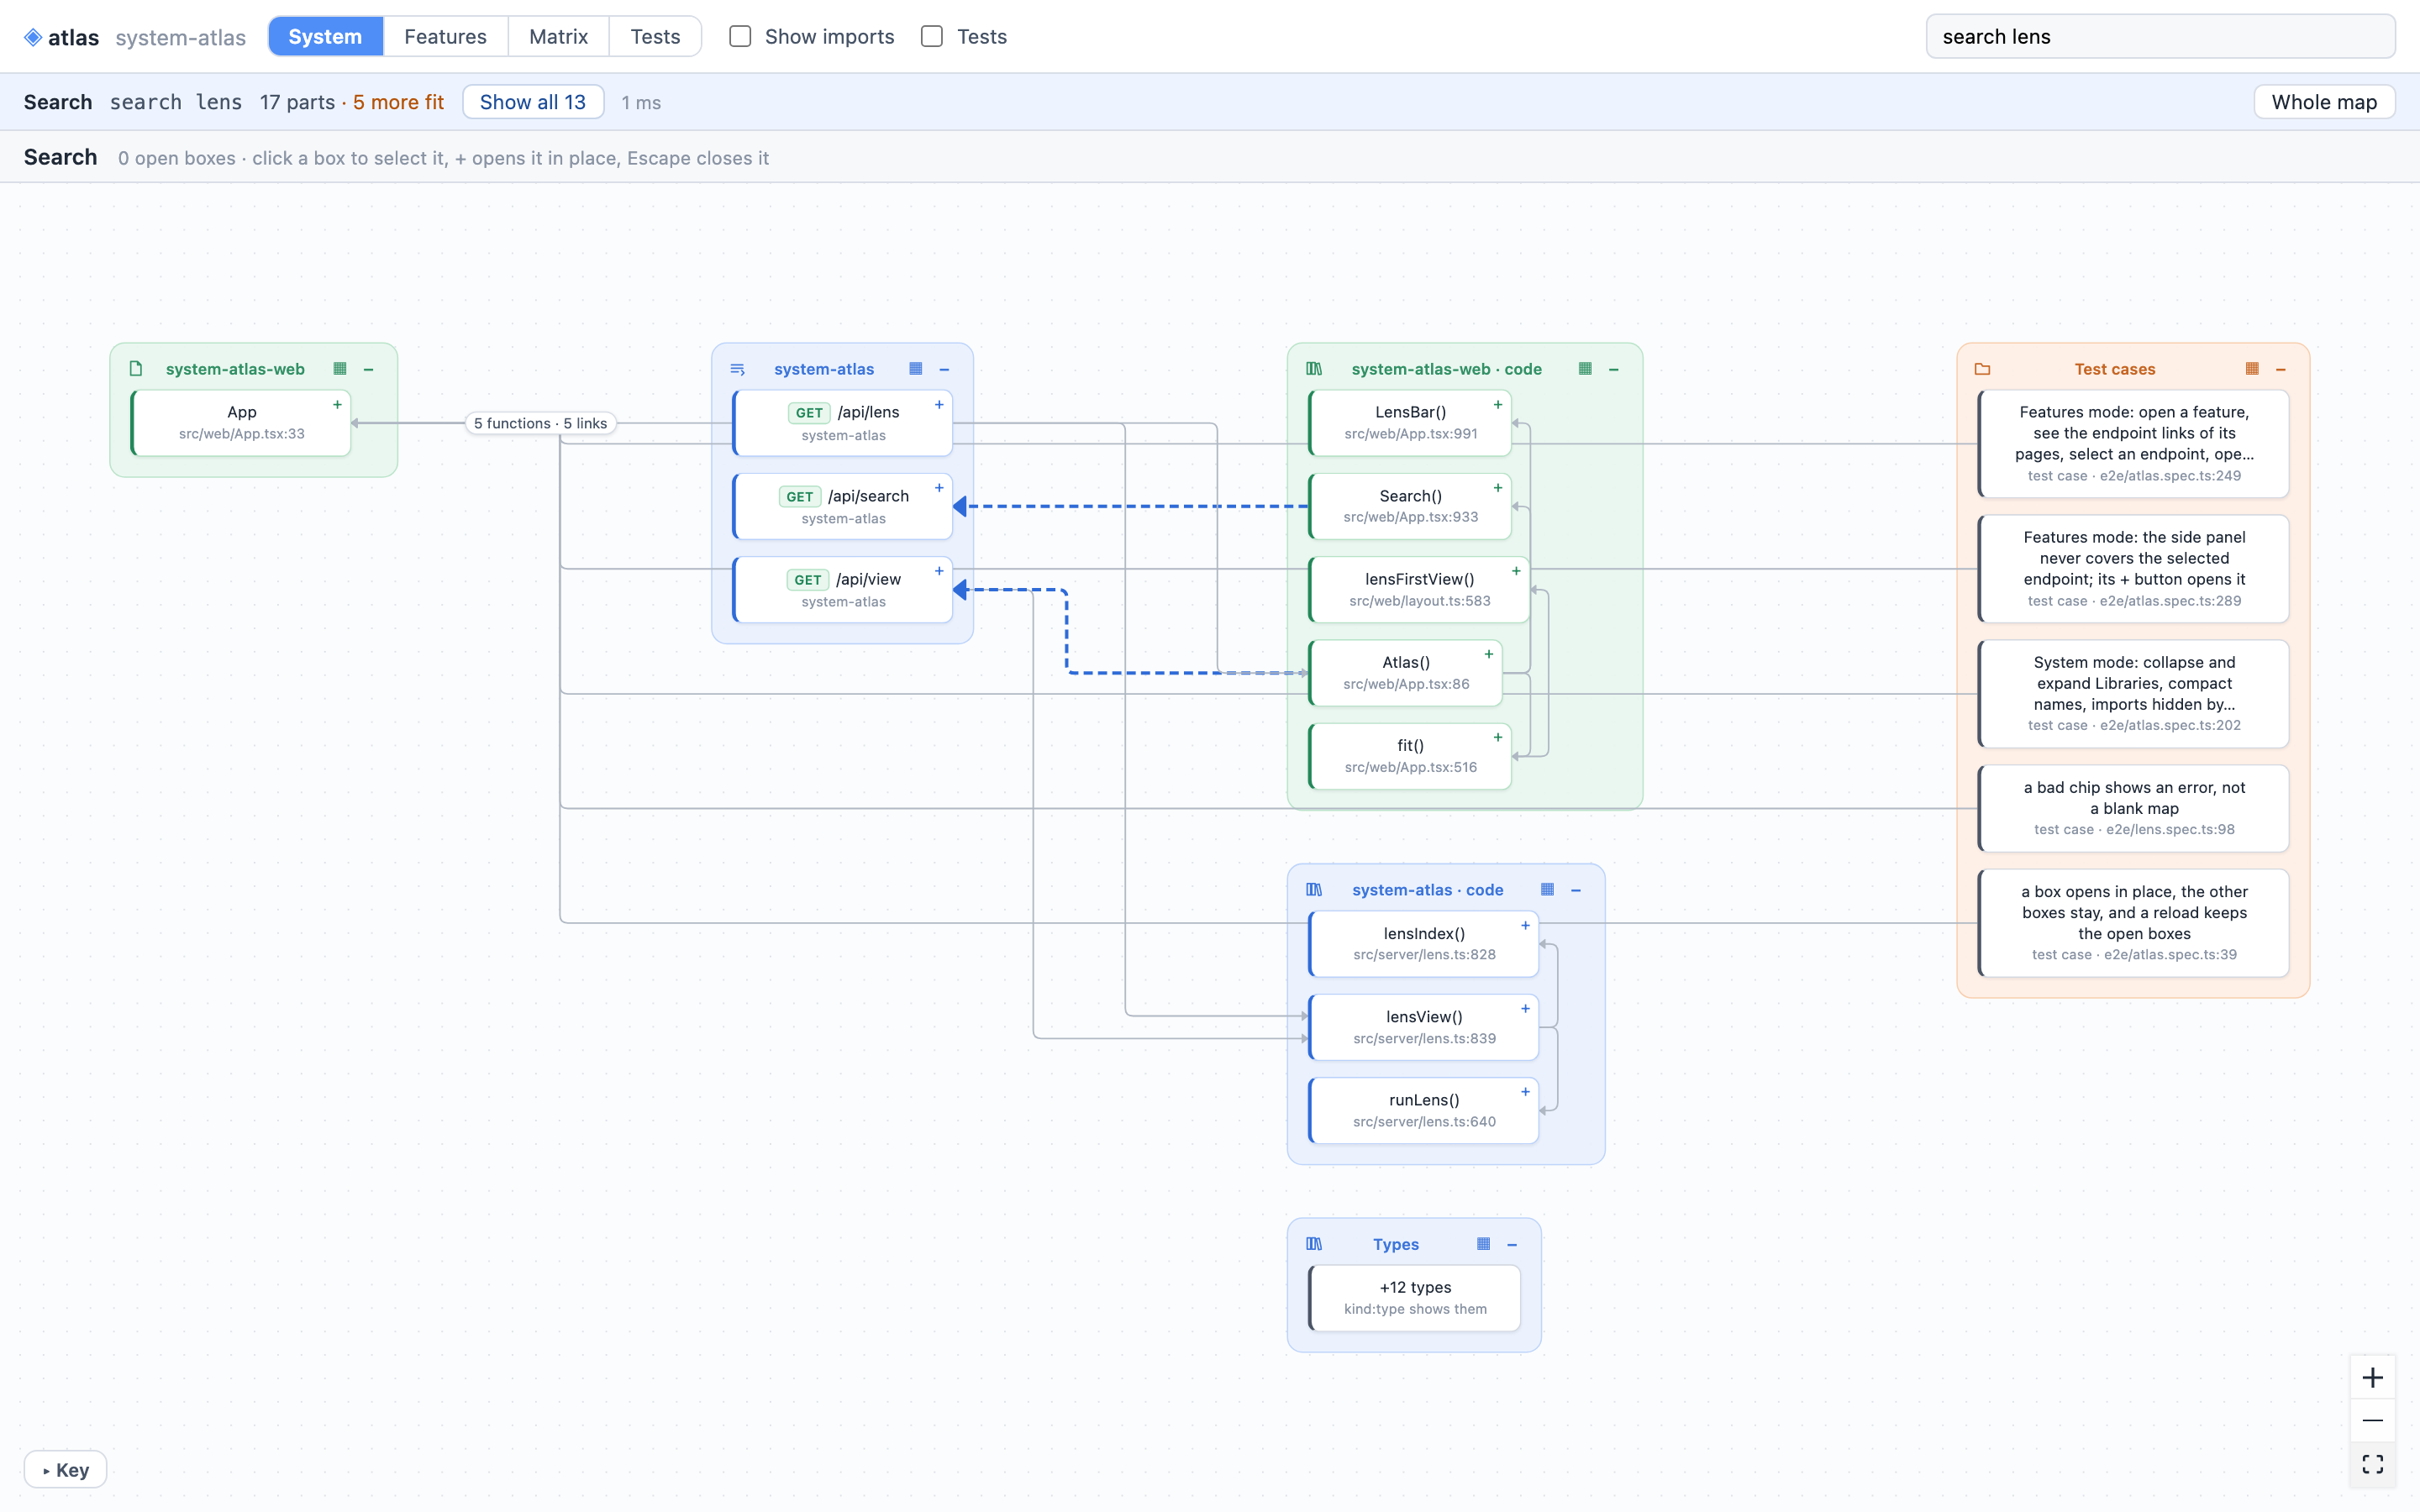 atlas system-atlas System Features Matrix Tests Show imports Tests search lens
Search search lens 17 parts · 5 more fit Show all 13 1 ms Whole map
Search 0 open boxes · click a box to select it, + opens it in place, Escape closes it
system-atlas-web
App
src/web/App.tsx:33
5 functions · 5 links
system-atlas
GET /api/lens
system-atlas
GET /api/search
system-atlas
GET /api/view
system-atlas
system-atlas-web · code
LensBar()
src/web/App.tsx:991
Search()
src/web/App.tsx:933
lensFirstView()
src/web/layout.ts:583
Atlas()
src/web/App.tsx:86
fit()
src/web/App.tsx:516
system-atlas · code
lensIndex()
src/server/lens.ts:828
lensView()
src/server/lens.ts:839
runLens()
src/server/lens.ts:640
Types
+12 types
kind:type shows them
Test cases
Features mode: open a feature,
see the endpoint links of its
pages, select an endpoint, ope...
test case · e2e/atlas.spec.ts:249
Features mode: the side panel
never covers the selected
endpoint; its + button opens it
test case · e2e/atlas.spec.ts:289
System mode: collapse and
expand Libraries, compact
names, imports hidden by...
test case · e2e/atlas.spec.ts:202
a bad chip shows an error, not
a blank map
test case · e2e/lens.spec.ts:98
a box opens in place, the other
boxes stay, and a reload keeps
the open boxes
test case · e2e/atlas.spec.ts:39
Key